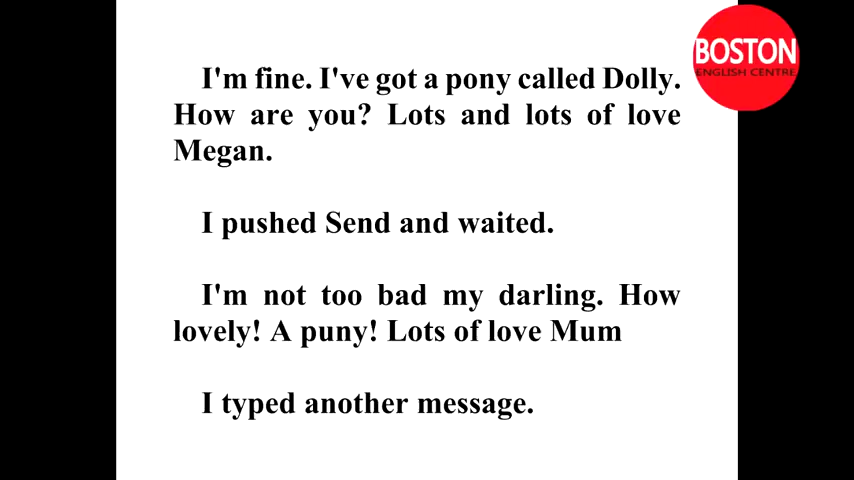 BOSTON
ENGLISH CENTRE
I'm fine. I've got a pony called Dolly.
How are you? Lots and lots of love
Megan.
I pushed Send and waited.
I'm not too bad my darling. How
lovely! A puny! Lots of love Mum
I typed another message.